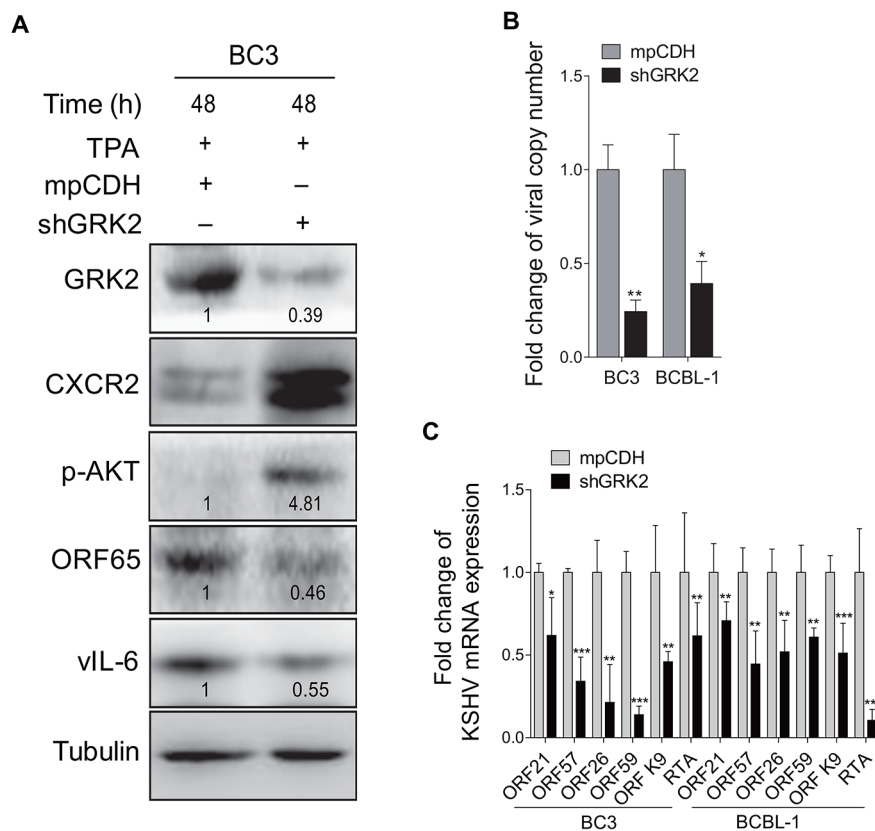 A
BC3
Time (h) 48 48
TPA + +
mpCDH + –
shGRK2 – +
GRK2
1 0.39
CXCR2
p-AKT
1 4.81
ORF65
1 0.46
vIL-6
1 0.55
Tubulin
B
mpCDH
shGRK2
Fold change of viral copy number
1.5
1.0
0.5
0.0
** *
BC3 BCBL-1
C
mpCDH
shGRK2
Fold change of
KSHV mRNA expression
1.5
1.0
0.5
0.0
* *** ** *** ** ** ** ** ** ** *** **
ORF21 ORF57 ORF26 ORF59 ORF K9 RTA ORF21 ORF57 ORF26 ORF59 ORF K9 RTA
BC3 BCBL-1